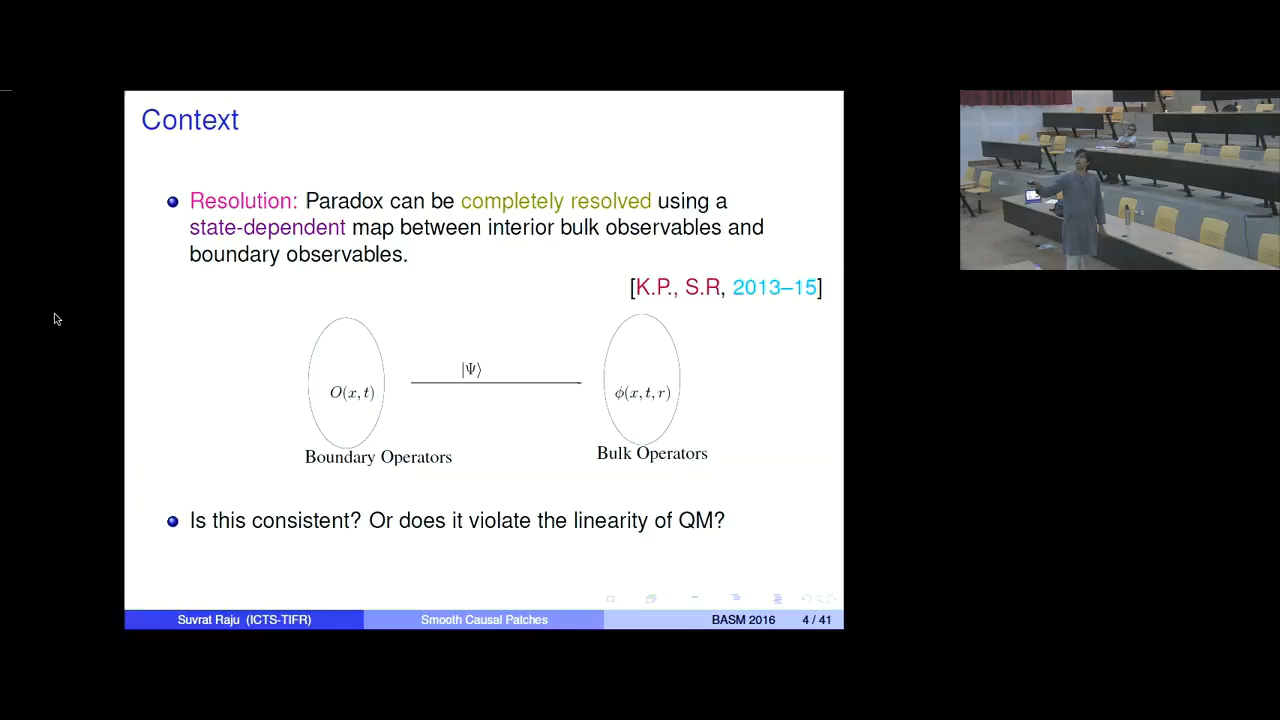 Context
Resolution: Paradox can be completely resolved using a
state-dependent map between interior bulk observables and
boundary observables.
[K.P., S.R, 2013–15]
|Ψ⟩
O(x, t)
ϕ(x, t, r)
Boundary Operators
Bulk Operators
Is this consistent? Or does it violate the linearity of QM?
Suvrat Raju (ICTS-TIFR) Smooth Causal Patches BASM 2016 4 / 41